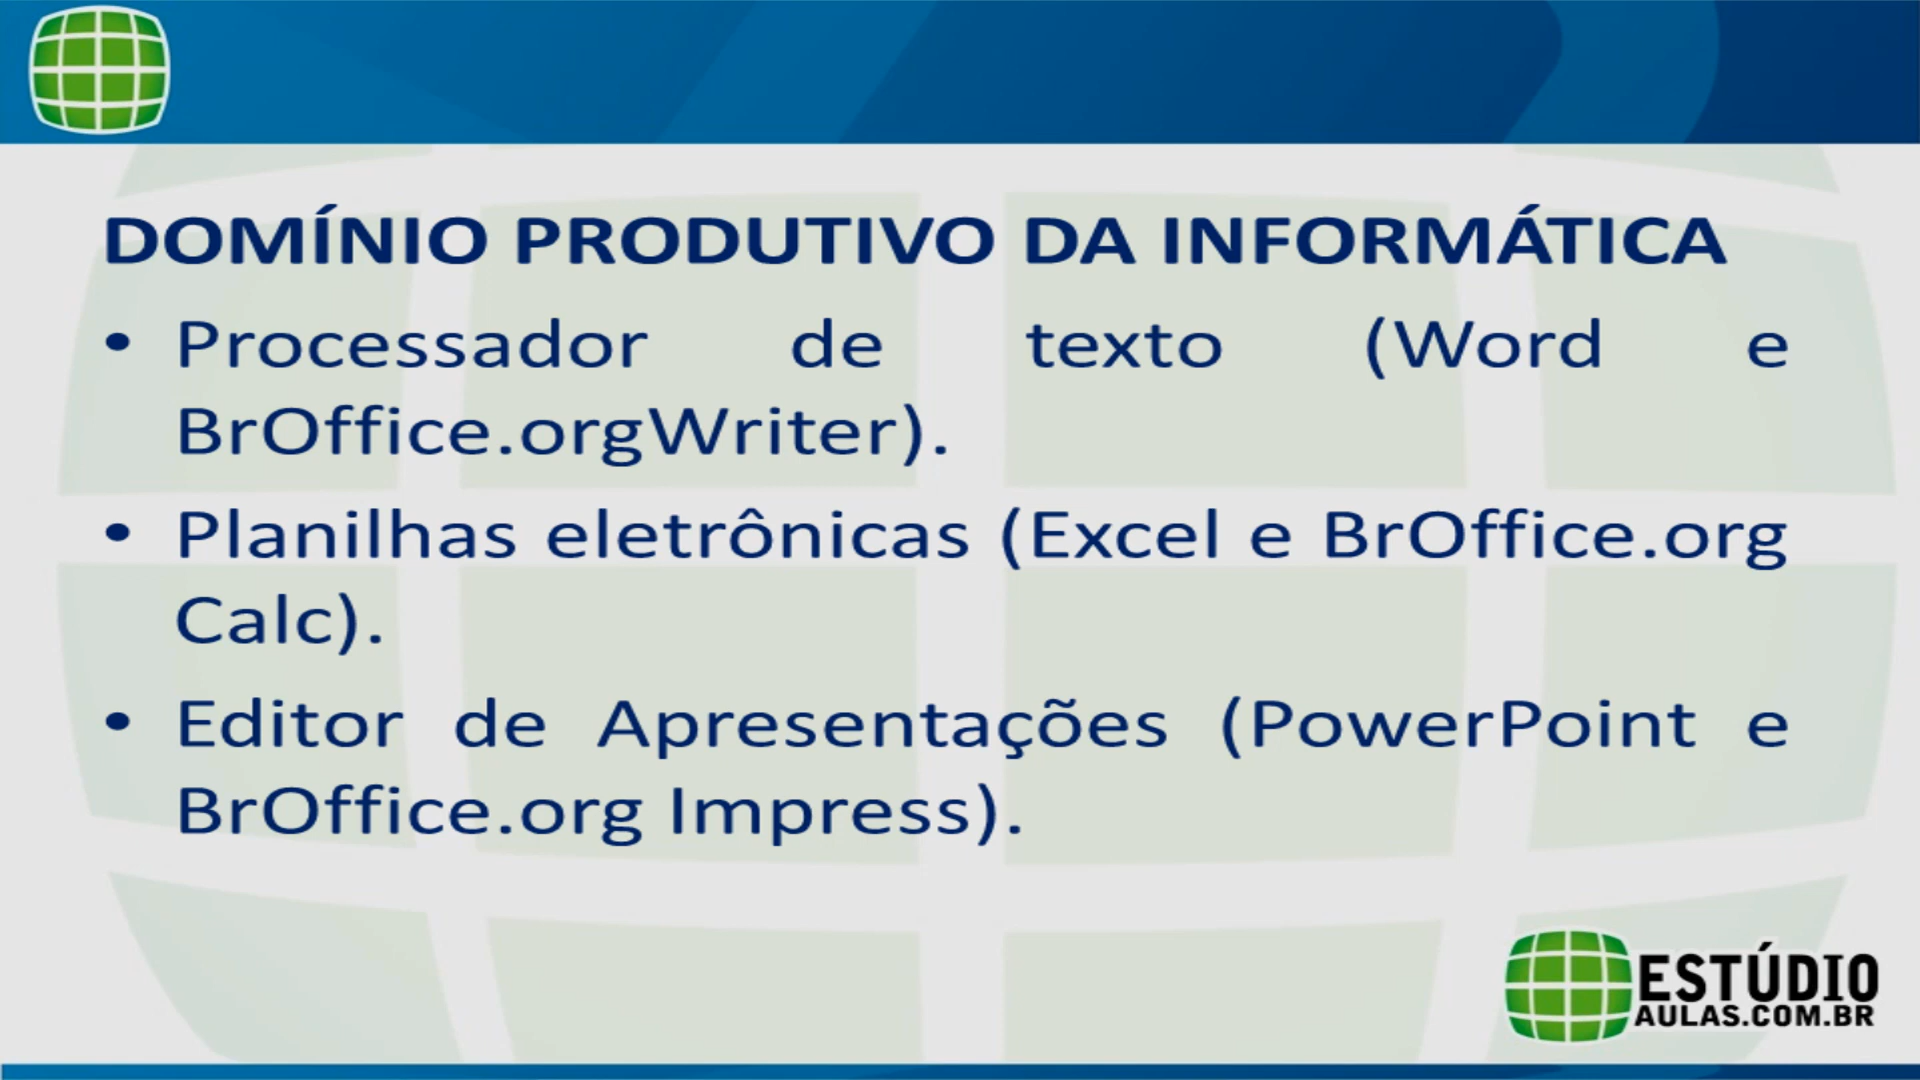 DOMÍNIO PRODUTIVO DA INFORMÁTICA
• Processador de texto (Word e
BrOffice.orgWriter).
• Planilhas eletrônicas (Excel e BrOffice.org
Calc).
• Editor de Apresentações (PowerPoint e
BrOffice.org Impress).
ESTÚDIO
AULAS.COM.BR